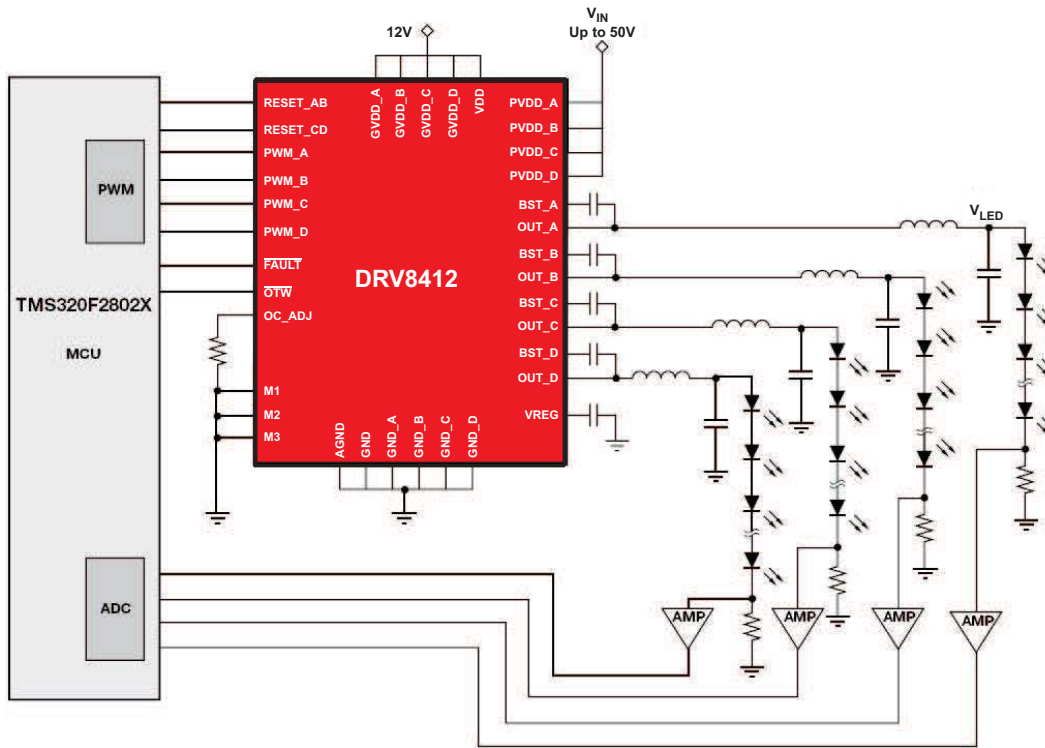 V_IN
Up to 50V
12V
GVDD_A
GVDD_B
GVDD_C
GVDD_D
VDD
RESET_AB
RESET_CD
PWM_A
PWM_B
PWM_C
PWM_D
FAULT
OTW
OC_ADJ
M1
M2
M3
PVDD_A
PVDD_B
PVDD_C
PVDD_D
BST_A
OUT_A
BST_B
OUT_B
BST_C
OUT_C
BST_D
OUT_D
VREG
DRV8412
AGND
GND
GND_A
GND_B
GND_C
GND_D
PWM
TMS320F2802X
MCU
ADC
V_LED
AMP
AMP
AMP
AMP